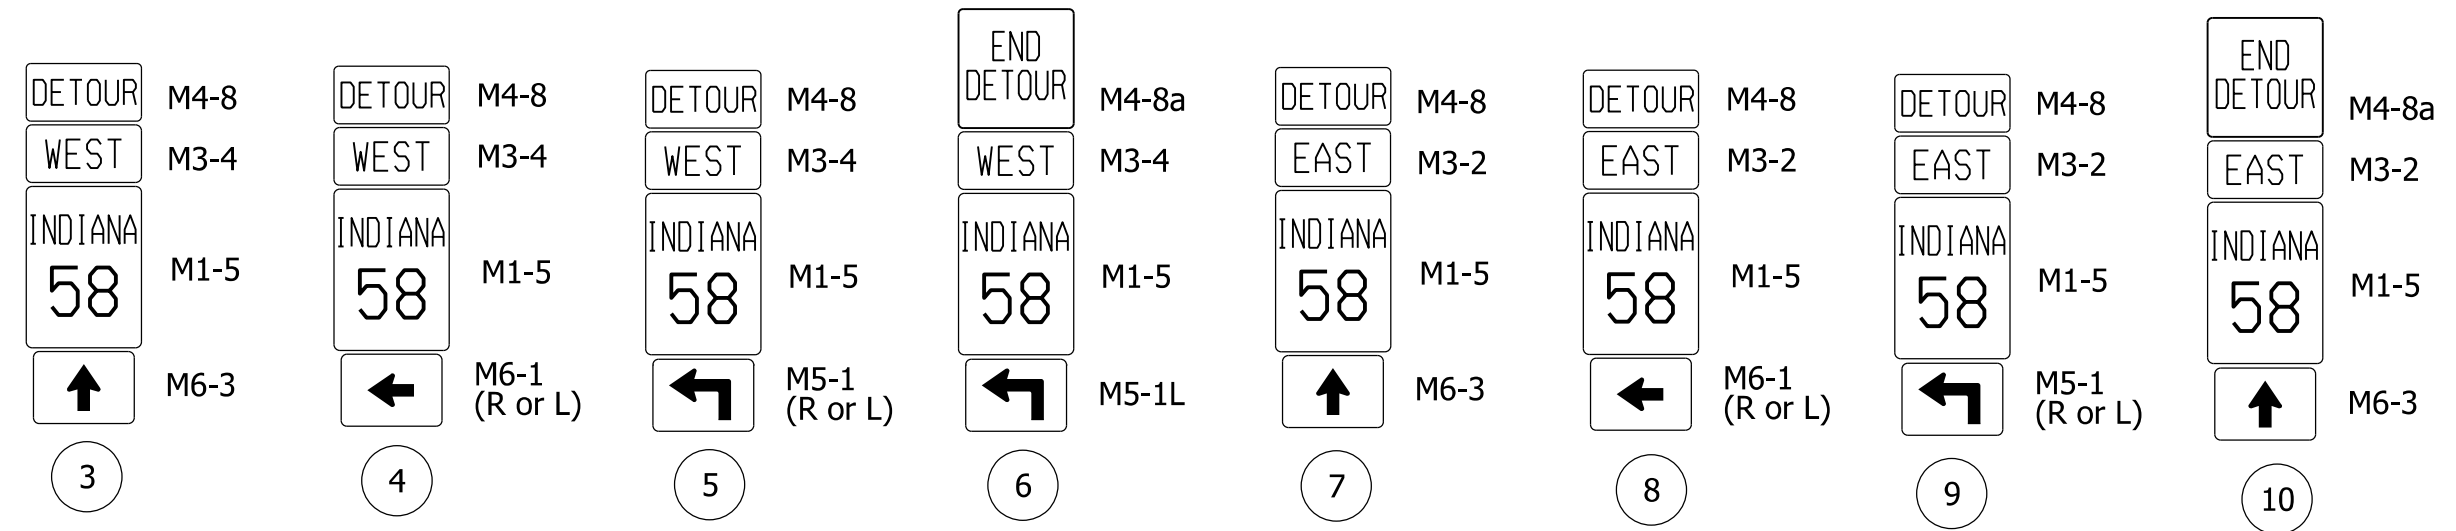 DETOUR M4-8
WEST M3-4
INDIANA
58 M1-5
M6-3
3
DETOUR M4-8
WEST M3-4
INDIANA
58 M1-5
M6-1
(R or L)
4
DETOUR M4-8
WEST M3-4
INDIANA
58 M1-5
M5-1
(R or L)
5
END
DETOUR M4-8a
WEST M3-4
INDIANA
58 M1-5
M5-1L
6
DETOUR M4-8
EAST M3-2
INDIANA
58 M1-5
M6-3
7
DETOUR M4-8
EAST M3-2
INDIANA
58 M1-5
M6-1
(R or L)
8
DETOUR M4-8
EAST M3-2
INDIANA
58 M1-5
M5-1
(R or L)
9
END
DETOUR M4-8a
EAST M3-2
INDIANA
58 M1-5
M6-3
10